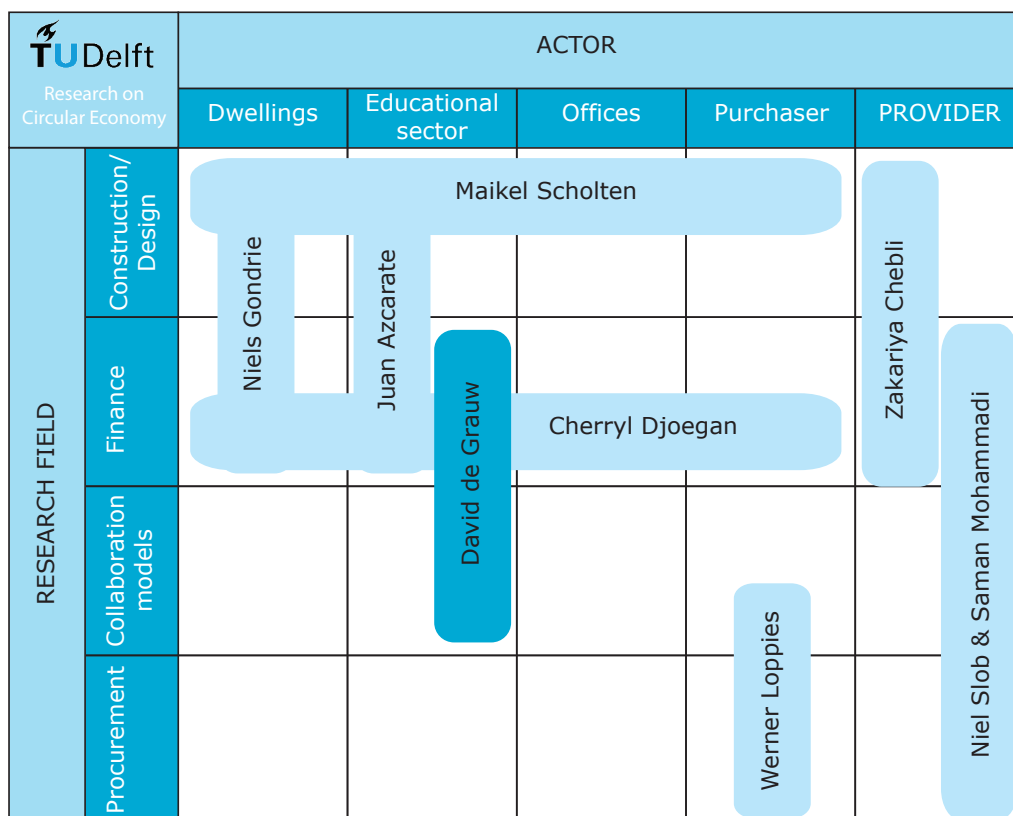 TUDelft
Research on
Circular Economy
ACTOR
Dwellings
Educational
sector
Offices
Purchaser
PROVIDER
RESEARCH FIELD
Construction/
Design
Finance
Collaboration
models
Procurement
Maikel Scholten
Niels Gondrie
Juan Azcarate
Zakariya Chebli
David de Grauw
Cherryl Djoegan
Werner Loppies
Niel Slob & Saman Mohammadi